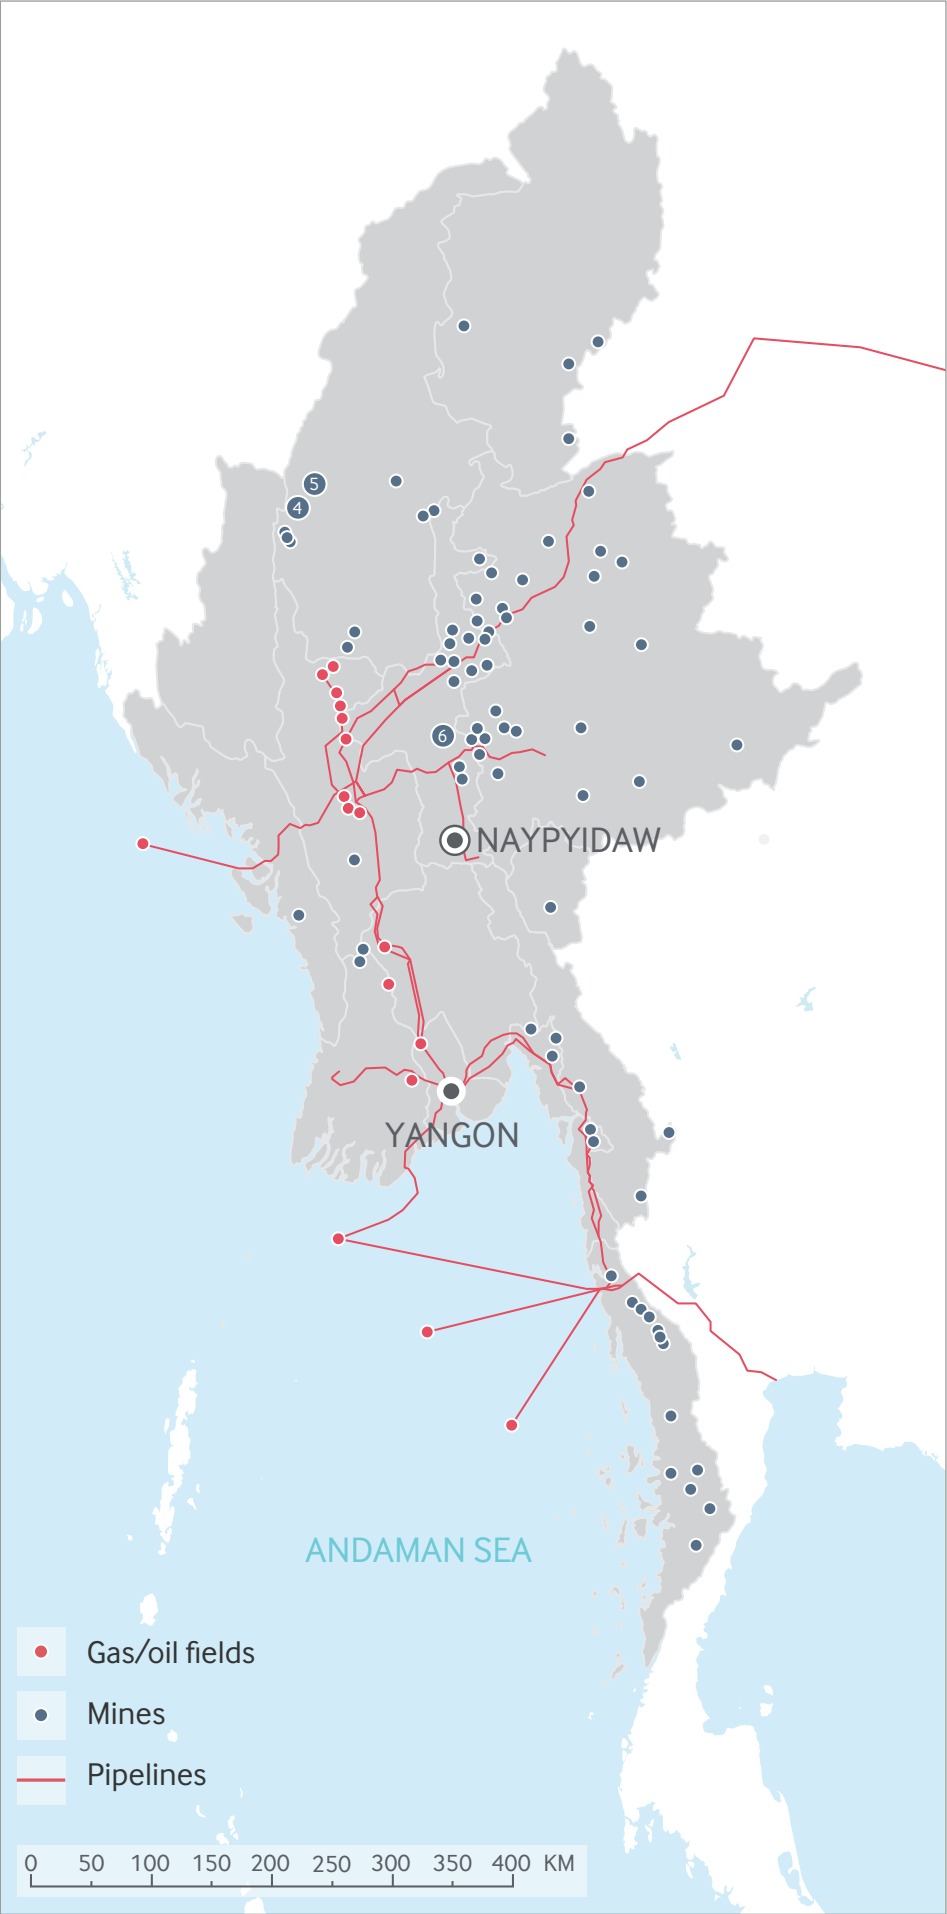 5
4
6
NAYPYIDAW
YANGON
ANDAMAN SEA
Gas/oil fields
Mines
Pipelines
0 50 100 150 200 250 300 350 400 KM